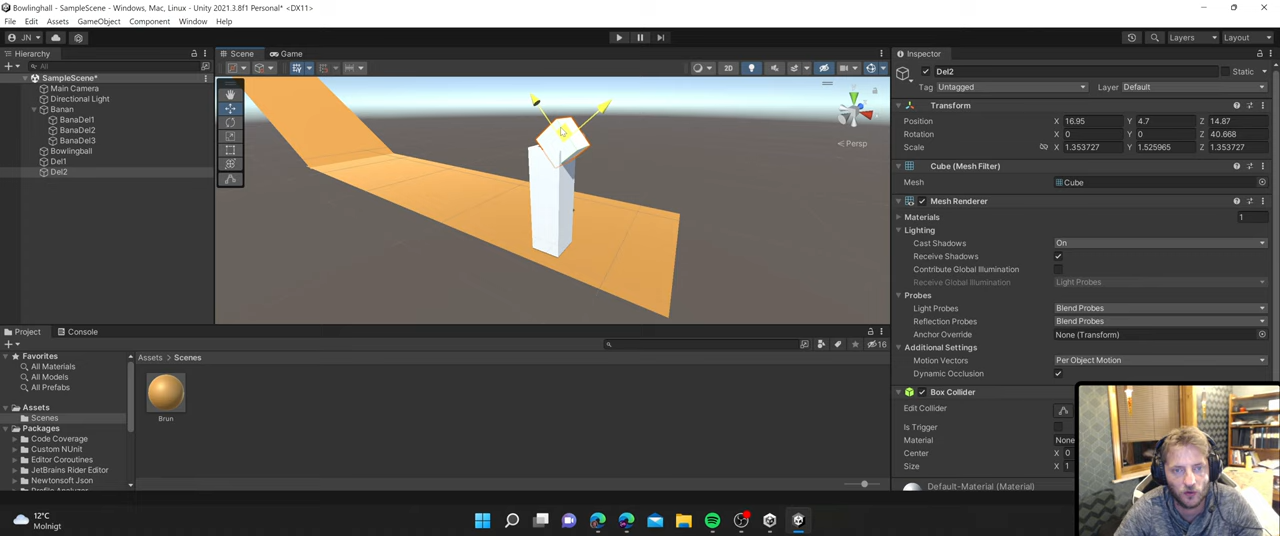 Bowlinghall - SampleScene - Windows, Mac, Linux - Unity 2021.3.8f1 Personal* <DX11>
File Edit Assets GameObject Component Window Help
JN Layers Layout
Hierarchy
All
SampleScene*
Main Camera
Directional Light
Banan
BanaDel1
BanaDel2
BanaDel3
Bowlingball
Del1
Del2
Scene Game
2D
Persp
Inspector
Del2 Static
Tag Untagged Layer Default
Transform
Position X 16.95 Y 4.7 Z 14.87
Rotation X 0 Y 0 Z 40.668
Scale X 1.353727 Y 1.525965 Z 1.353727
Cube (Mesh Filter)
Mesh Cube
Mesh Renderer
Materials 1
Lighting
Cast Shadows On
Receive Shadows
Contribute Global Illumination
Receive Global Illumination Light Probes
Probes
Light Probes Blend Probes
Reflection Probes Blend Probes
Anchor Override None (Transform)
Additional Settings
Motion Vectors Per Object Motion
Dynamic Occlusion
Box Collider
Edit Collider
Is Trigger
Material None
Center X 0
Size X 1
Default-Material (Material)
Project Console
16
Favorites
All Materials
All Models
All Prefabs
Assets
Scenes
Packages
Code Coverage
Custom NUnit
Editor Coroutines
JetBrains Rider Editor
Newtonsoft Json
Assets > Scenes
Brun
12°C
Molnigt